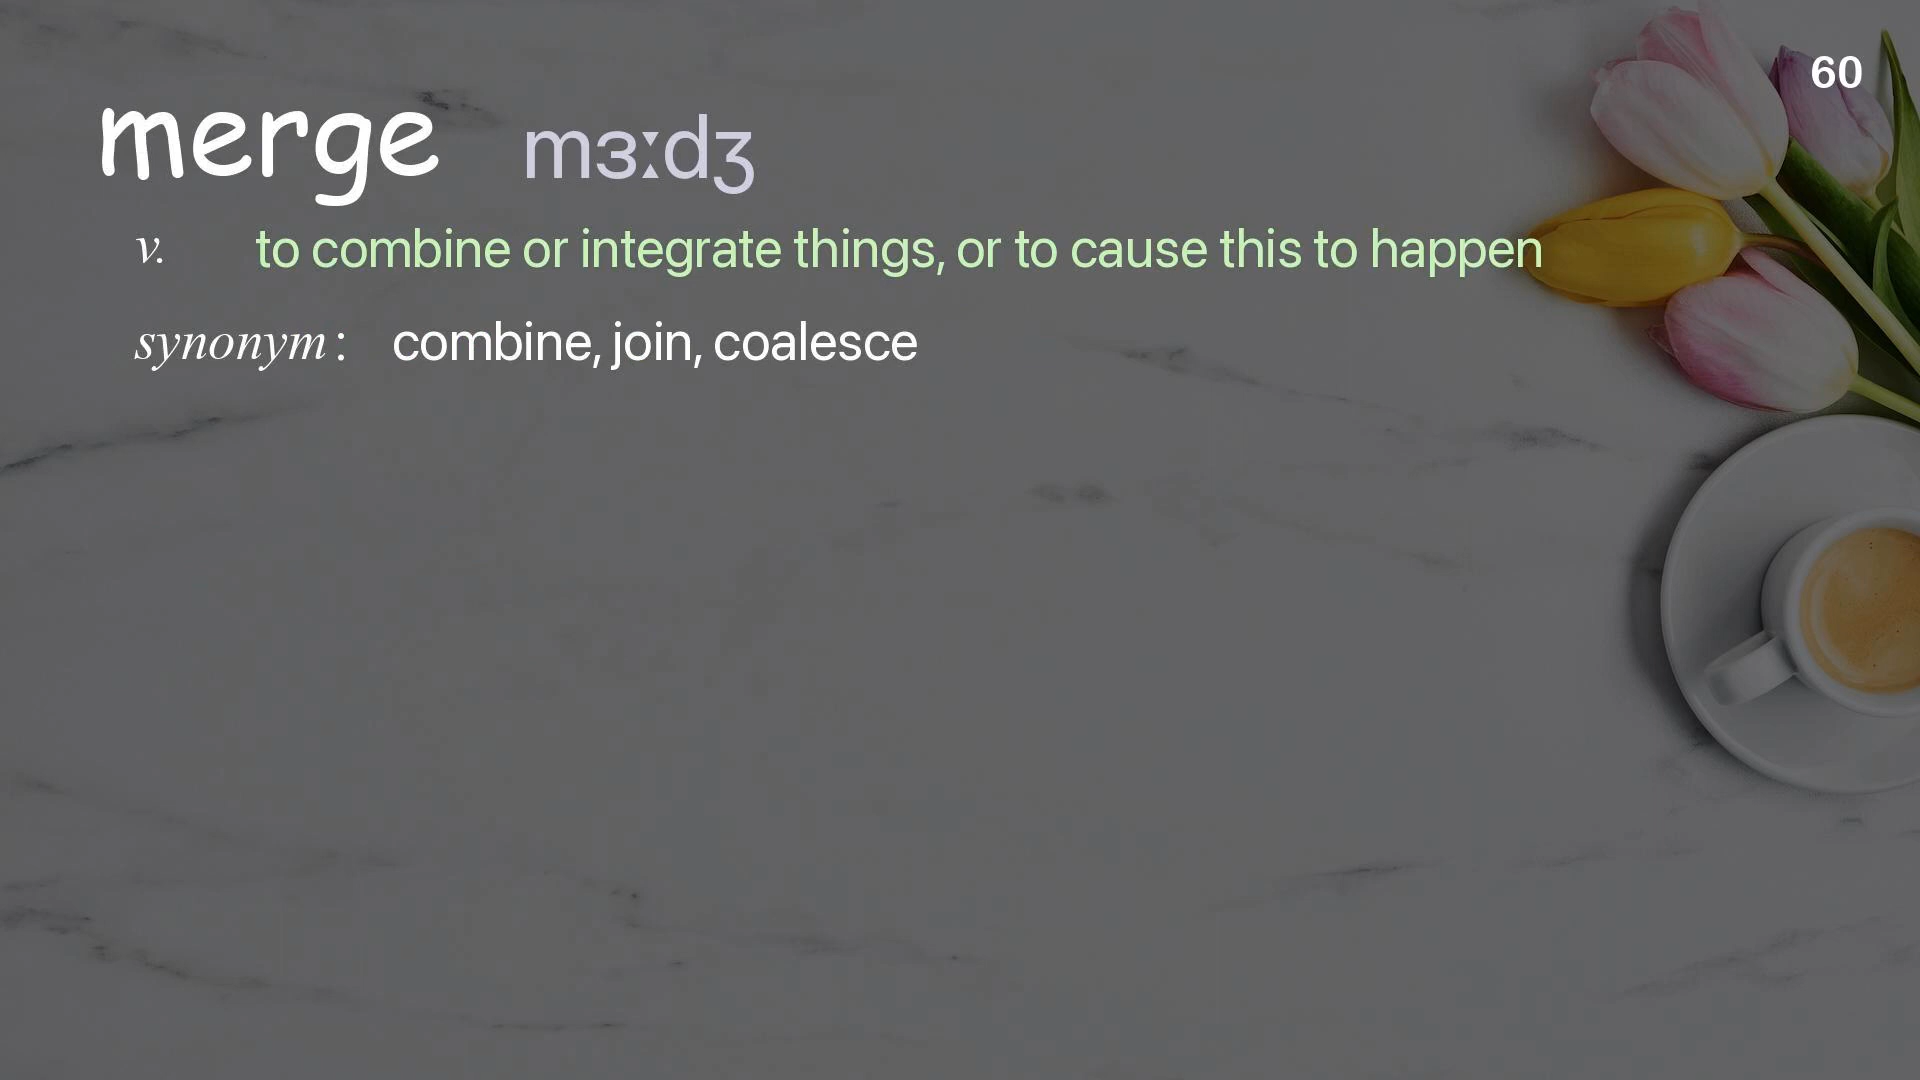 60
merge mɜːdʒ
v. to combine or integrate things, or to cause this to happen
synonym : combine, join, coalesce